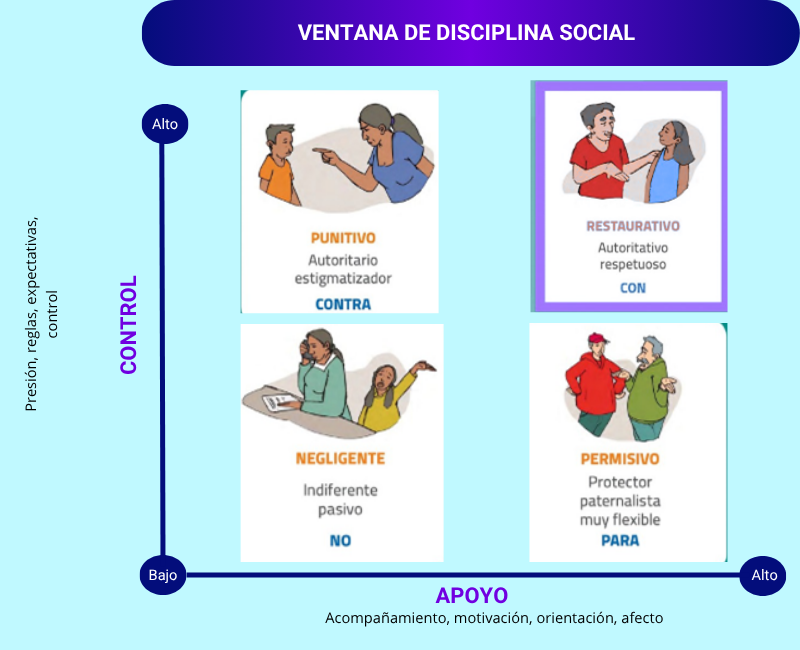 VENTANA DE DISCIPLINA SOCIAL
Alto
Presión, reglas, expectativas,
control
CONTROL
PUNITIVO
Autoritario
estigmatizador
CONTRA
RESTAURATIVO
Autoritativo
respetuoso
CON
NEGLIGENTE
Indiferente
pasivo
NO
PERMISIVO
Protector
paternalista
muy flexible
PARA
Bajo
Alto
APOYO
Acompañamiento, motivación, orientación, afecto